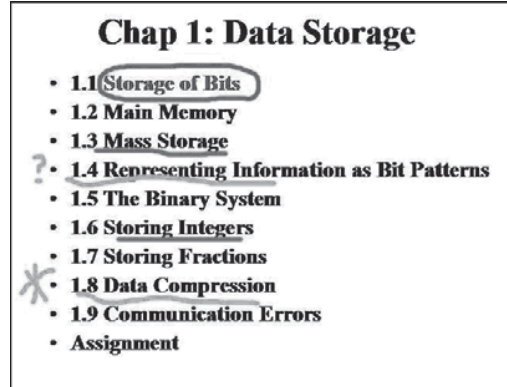 Chap 1: Data Storage
• 1.1 Storage of Bits
• 1.2 Main Memory
• 1.3 Mass Storage
? • 1.4 Representing Information as Bit Patterns
• 1.5 The Binary System
• 1.6 Storing Integers
• 1.7 Storing Fractions
* • 1.8 Data Compression
• 1.9 Communication Errors
• Assignment